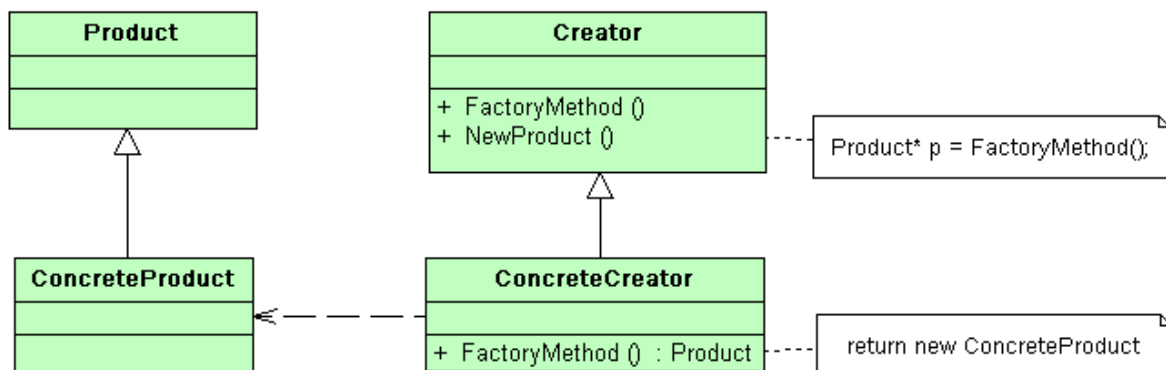 Product
Creator
+ FactoryMethod ()
+ NewProduct ()
Product* p = FactoryMethod();
ConcreteProduct
ConcreteCreator
+ FactoryMethod () : Product
return new ConcreteProduct